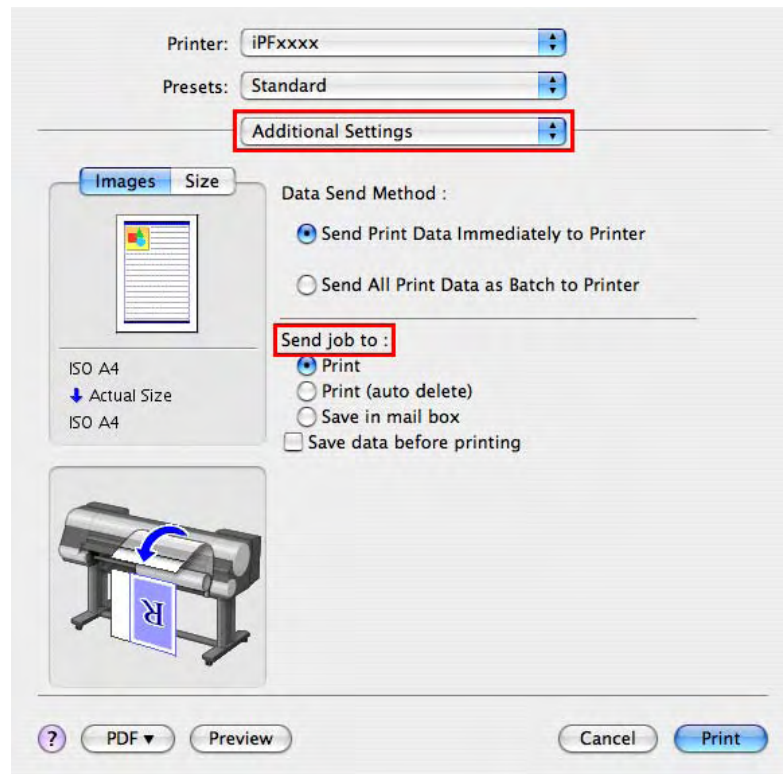 Printer: iPFxxxx
Presets: Standard
Additional Settings
Images Size
Data Send Method :
Send Print Data Immediately to Printer
Send All Print Data as Batch to Printer
Send job to :
Print
Print (auto delete)
Save in mail box
Save data before printing
ISO A4
Actual Size
ISO A4
R
? PDF Preview Cancel Print